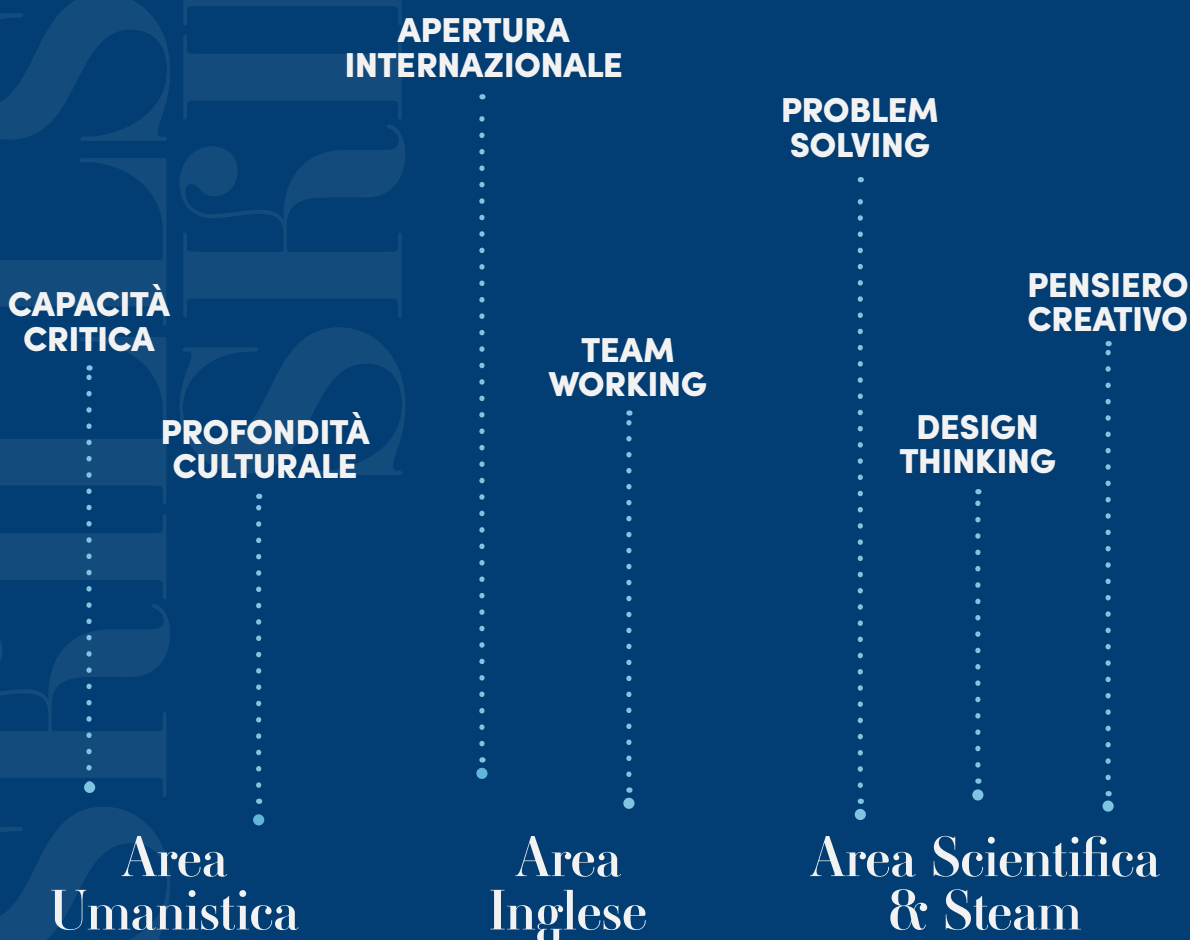 APERTURA
INTERNAZIONALE
PROBLEM
SOLVING
CAPACITÀ
CRITICA
PENSIERO
CREATIVO
TEAM
WORKING
PROFONDITÀ
CULTURALE
DESIGN
THINKING
Area
Umanistica
Area
Inglese
Area Scientifica
& Steam